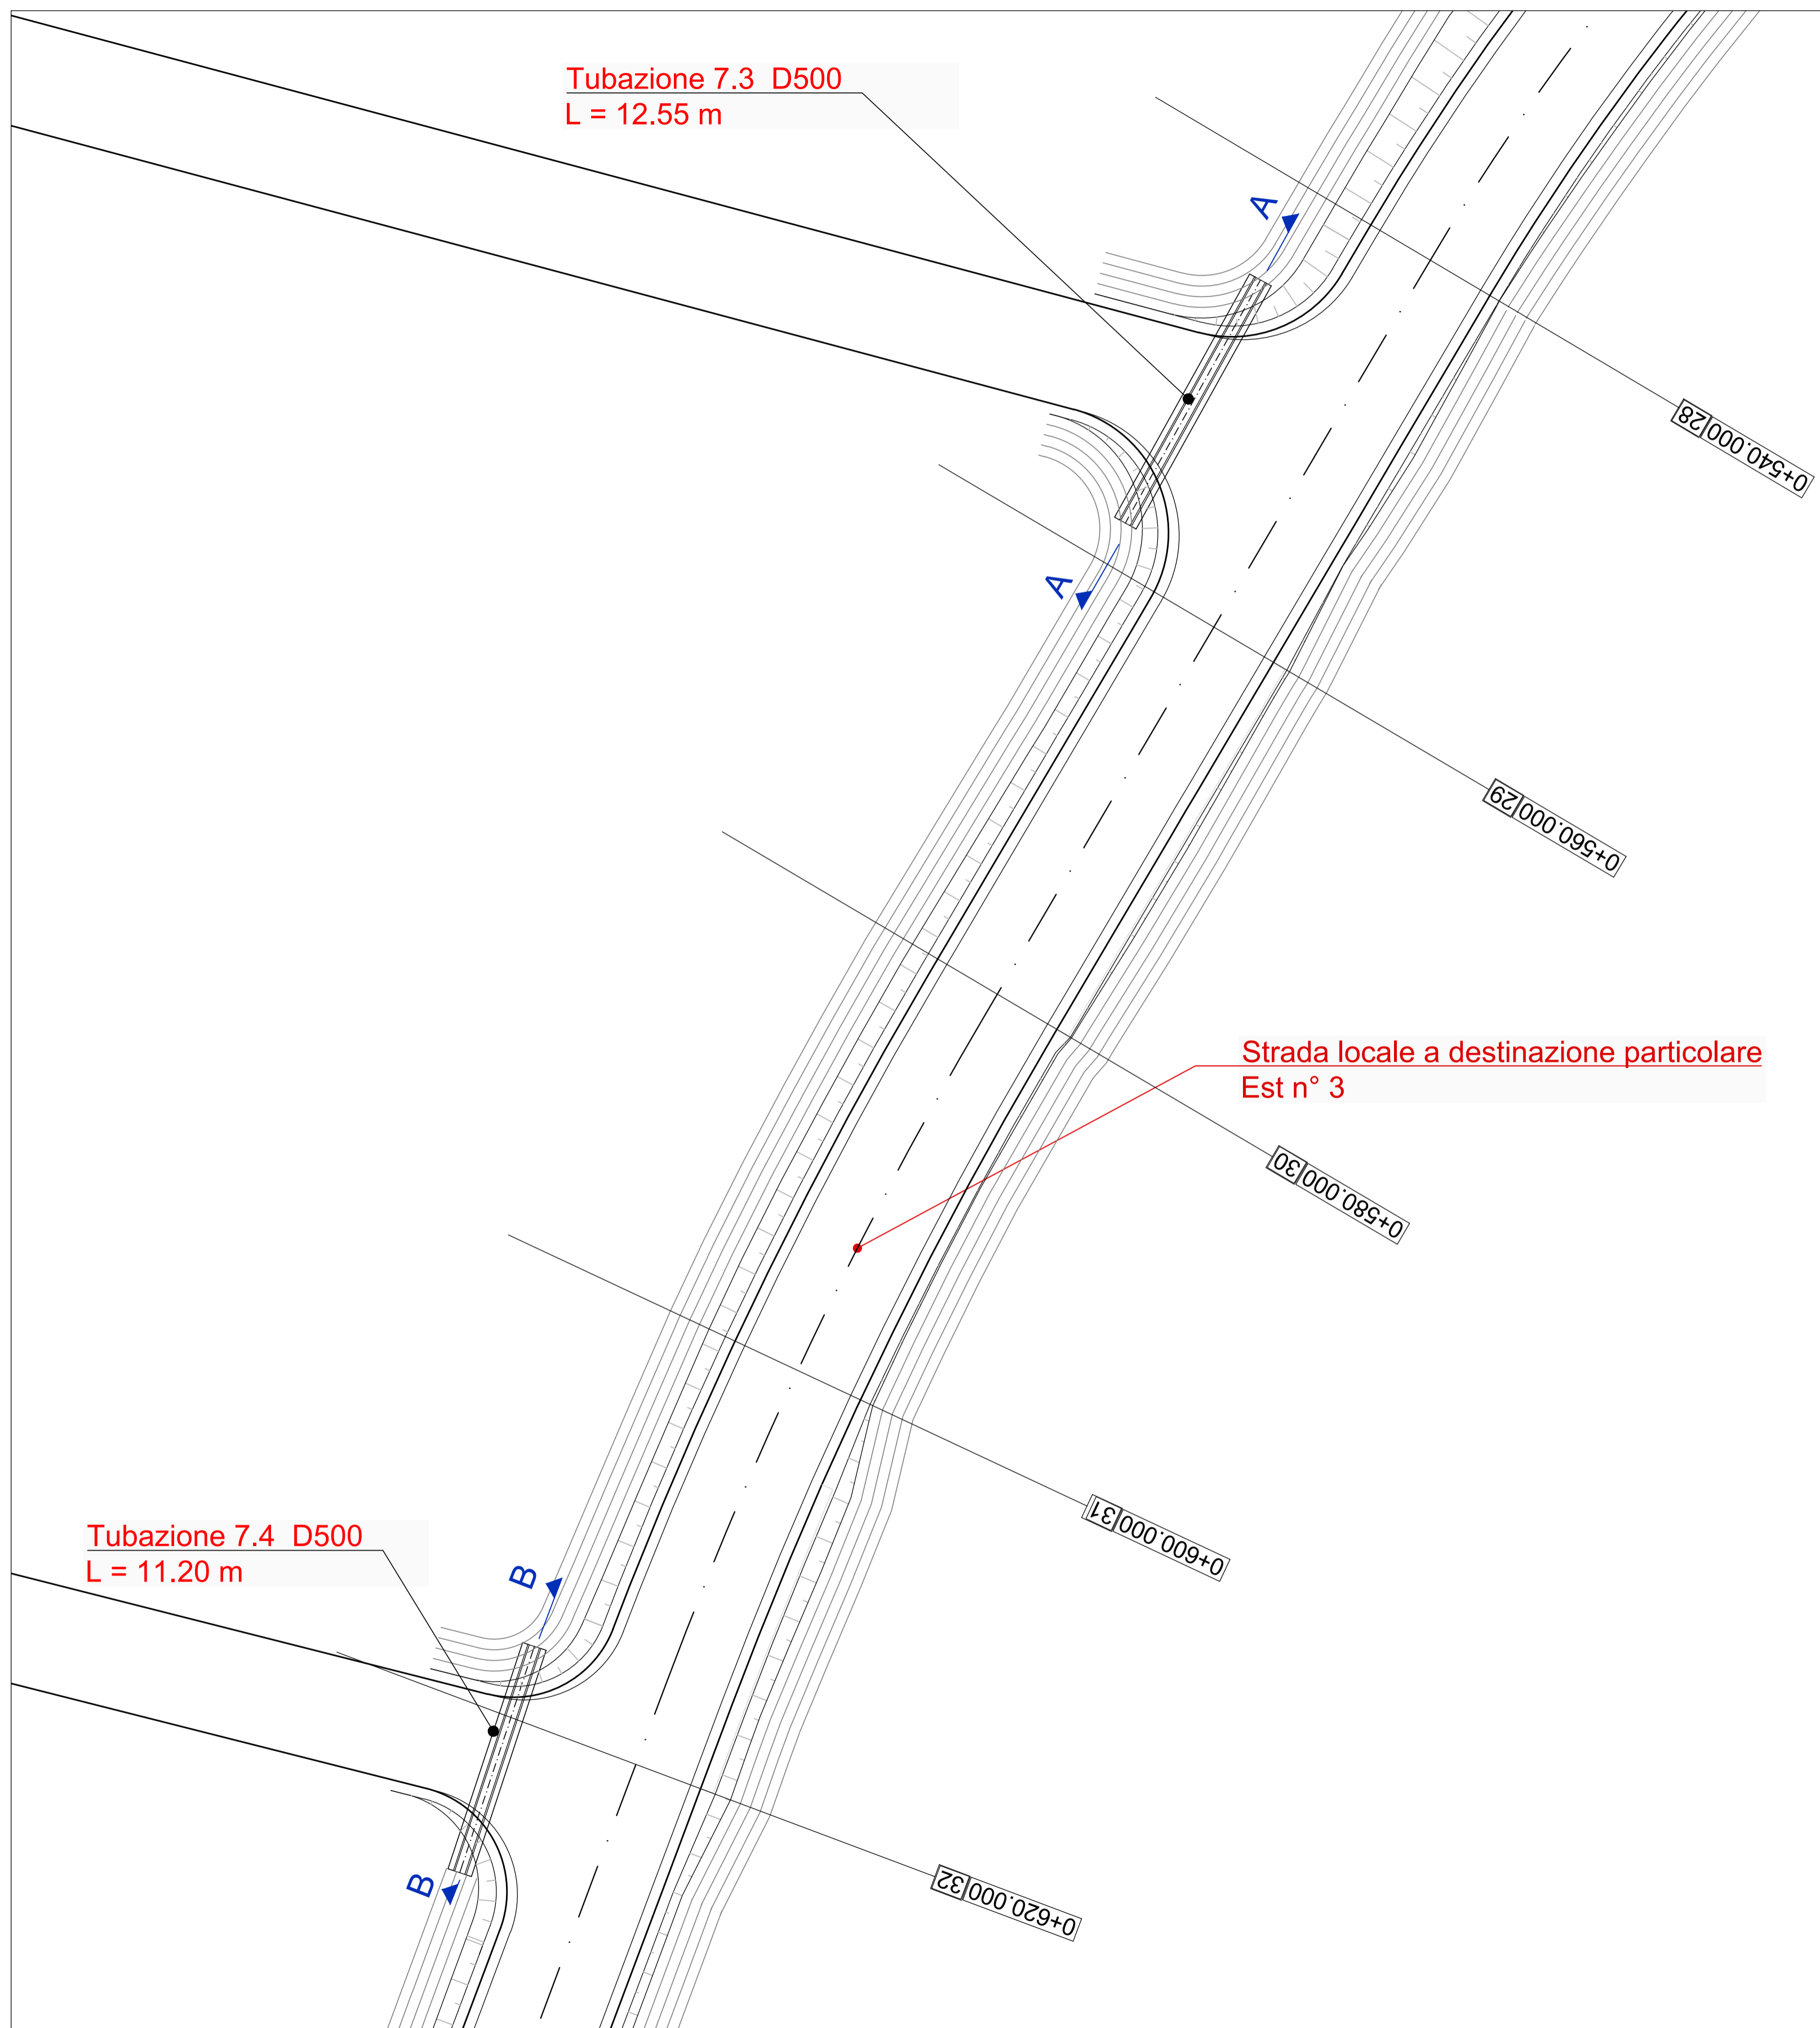 Tubazione 7.3  D500
L = 12.55 m
A
28 0+540.000
A
29 0+560.000
Strada locale a destinazione particolare
Est n° 3
30 0+580.000
31 0+600.000
Tubazione 7.4  D500
L = 11.20 m
B
B
32 0+620.000